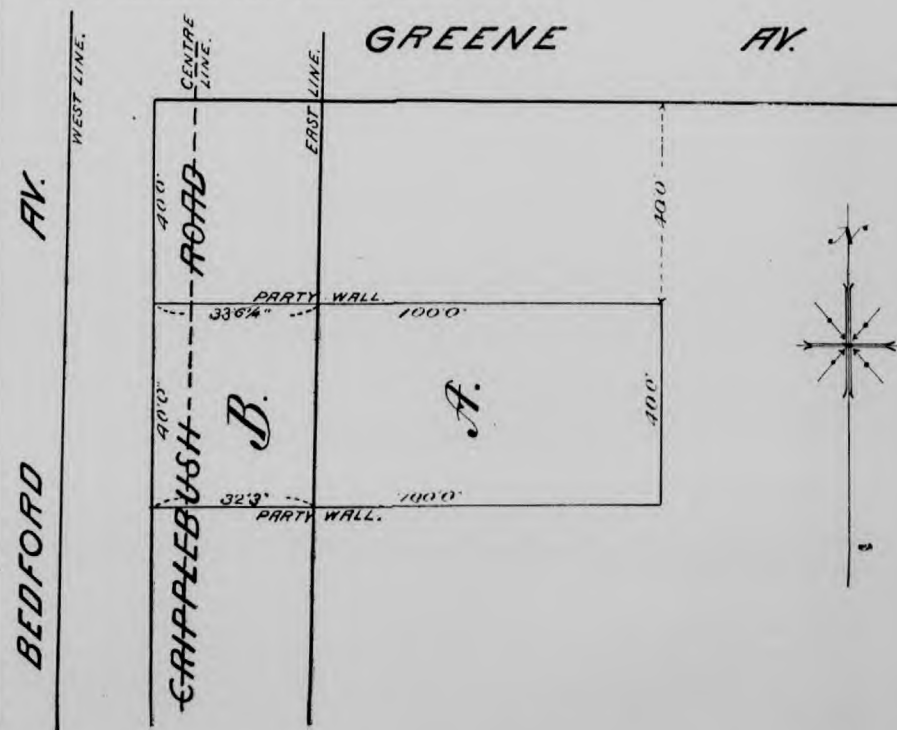 GREENE AV.
WEST LINE.
CENTRE LINE.
EAST LINE.
BEDFORD AV.
CRIPPLEBUSH ROAD
40'0"
40'0"
PARTY WALL.
33'6¼"
100'0"
40'0"
B.
A.
40'0"
32'3"
100'0"
PARTY WALL.
N
S